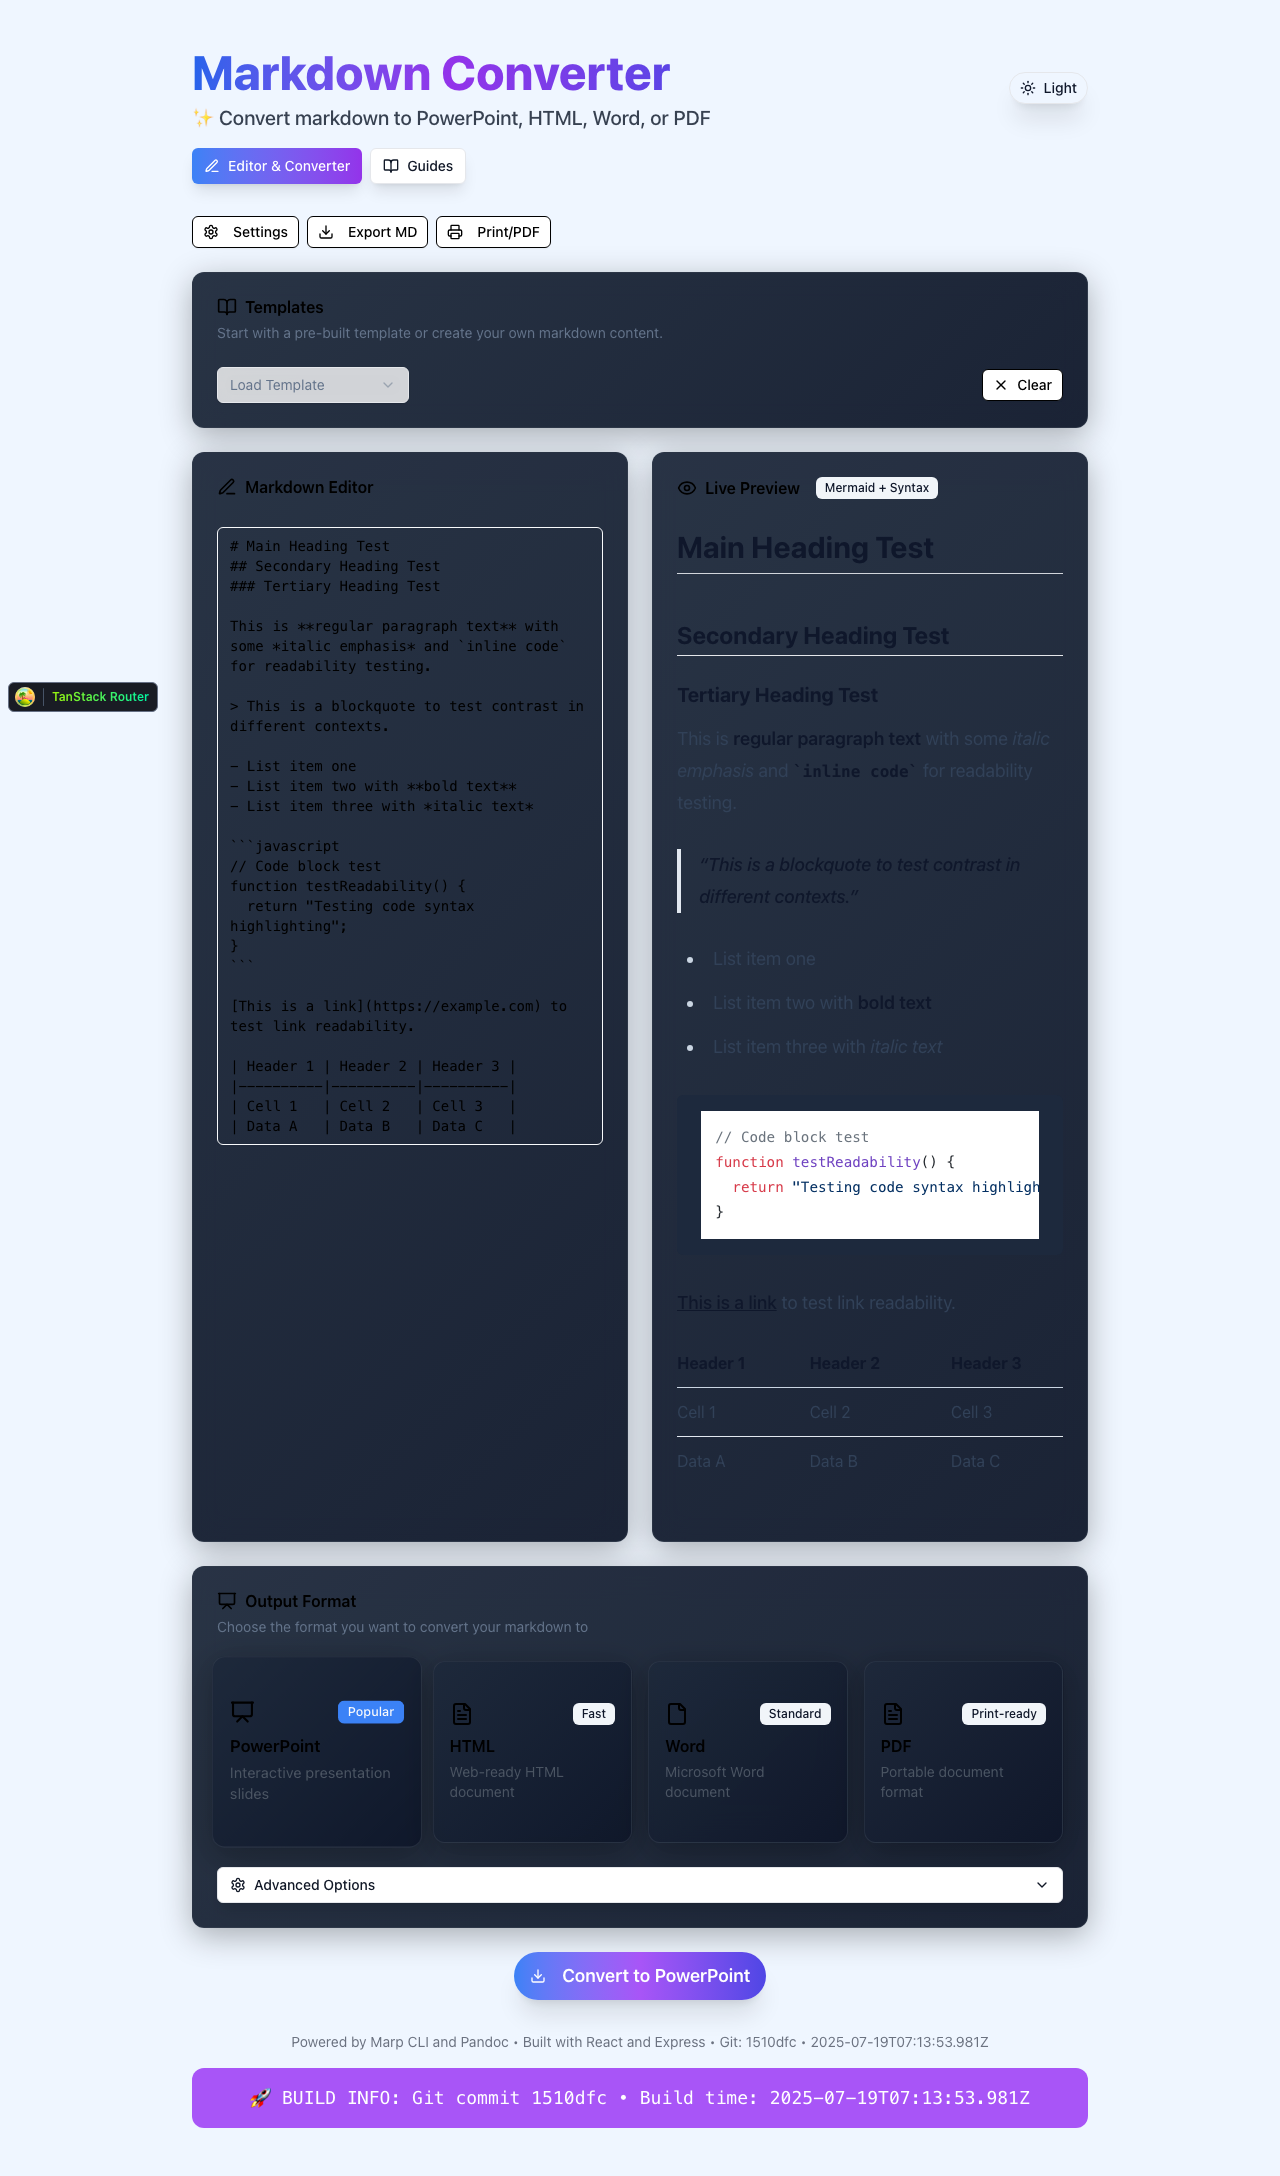 Markdown Converter
✨ Convert markdown to PowerPoint, HTML, Word, or PDF
Light
Editor & Converter
Guides
Settings
Export MD
Print/PDF
Templates
Start with a pre-built template or create your own markdown content.
Load Template
Clear
Markdown Editor
# Main Heading Test
## Secondary Heading Test
### Tertiary Heading Test
This is **regular paragraph text** with
some *italic emphasis* and `inline code`
for readability testing.
> This is a blockquote to test contrast in
different contexts.
- List item one
- List item two with **bold text**
- List item three with *italic text*
```javascript
// Code block test
function testReadability() {
  return "Testing code syntax
highlighting";
}
```
[This is a link](https://example.com) to
test link readability.
| Header 1 | Header 2 | Header 3 |
|----------|----------|----------|
| Cell 1   | Cell 2   | Cell 3   |
| Data A   | Data B   | Data C   |
Live Preview
Mermaid + Syntax
Main Heading Test
Secondary Heading Test
Tertiary Heading Test
This is regular paragraph text with some italic
emphasis and `inline code` for readability
testing.
“This is a blockquote to test contrast in
different contexts.”
• List item one
• List item two with bold text
• List item three with italic text
// Code block test
function testReadability() {
  return "Testing code syntax highligh
}
This is a link to test link readability.
Header 1 Header 2 Header 3
Cell 1 Cell 2 Cell 3
Data A Data B Data C
TanStack Router
Output Format
Choose the format you want to convert your markdown to
Popular
PowerPoint
Interactive presentation
slides
Fast
HTML
Web-ready HTML
document
Standard
Word
Microsoft Word
document
Print-ready
PDF
Portable document
format
Advanced Options
Convert to PowerPoint
Powered by Marp CLI and Pandoc • Built with React and Express • Git: 1510dfc • 2025-07-19T07:13:53.981Z
🚀 BUILD INFO: Git commit 1510dfc • Build time: 2025-07-19T07:13:53.981Z